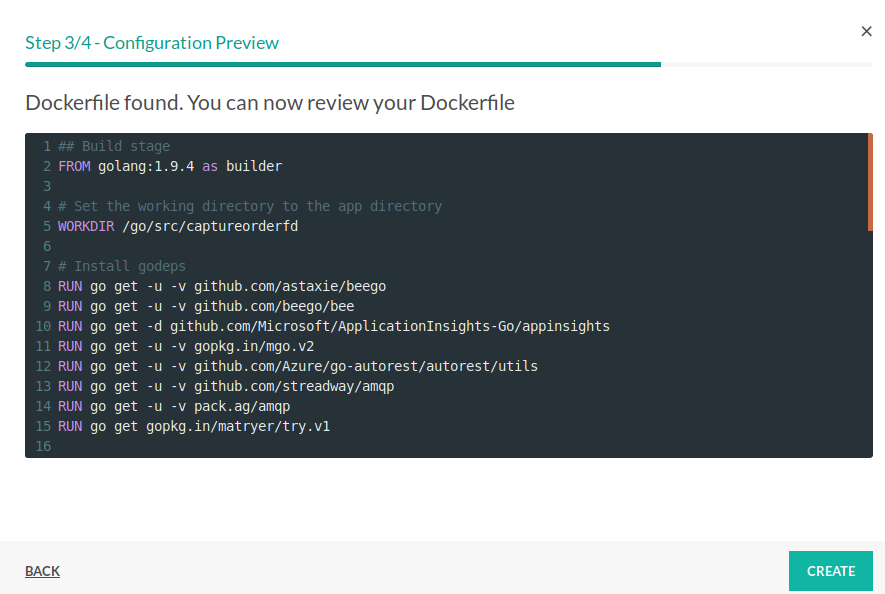 Step 3/4 - Configuration Preview
×
Dockerfile found. You can now review your Dockerfile
1 ## Build stage
2 FROM golang:1.9.4 as builder
3
4 # Set the working directory to the app directory
5 WORKDIR /go/src/captureorderfd
6
7 # Install godeps
8 RUN go get -u -v github.com/astaxie/beego
9 RUN go get -u -v github.com/beego/bee
10 RUN go get -d github.com/Microsoft/ApplicationInsights-Go/appinsights
11 RUN go get -u -v gopkg.in/mgo.v2
12 RUN go get -u -v github.com/Azure/go-autorest/autorest/utils
13 RUN go get -u -v github.com/streadway/amqp
14 RUN go get -u -v pack.ag/amqp
15 RUN go get gopkg.in/matryer/try.v1
16
BACK
CREATE